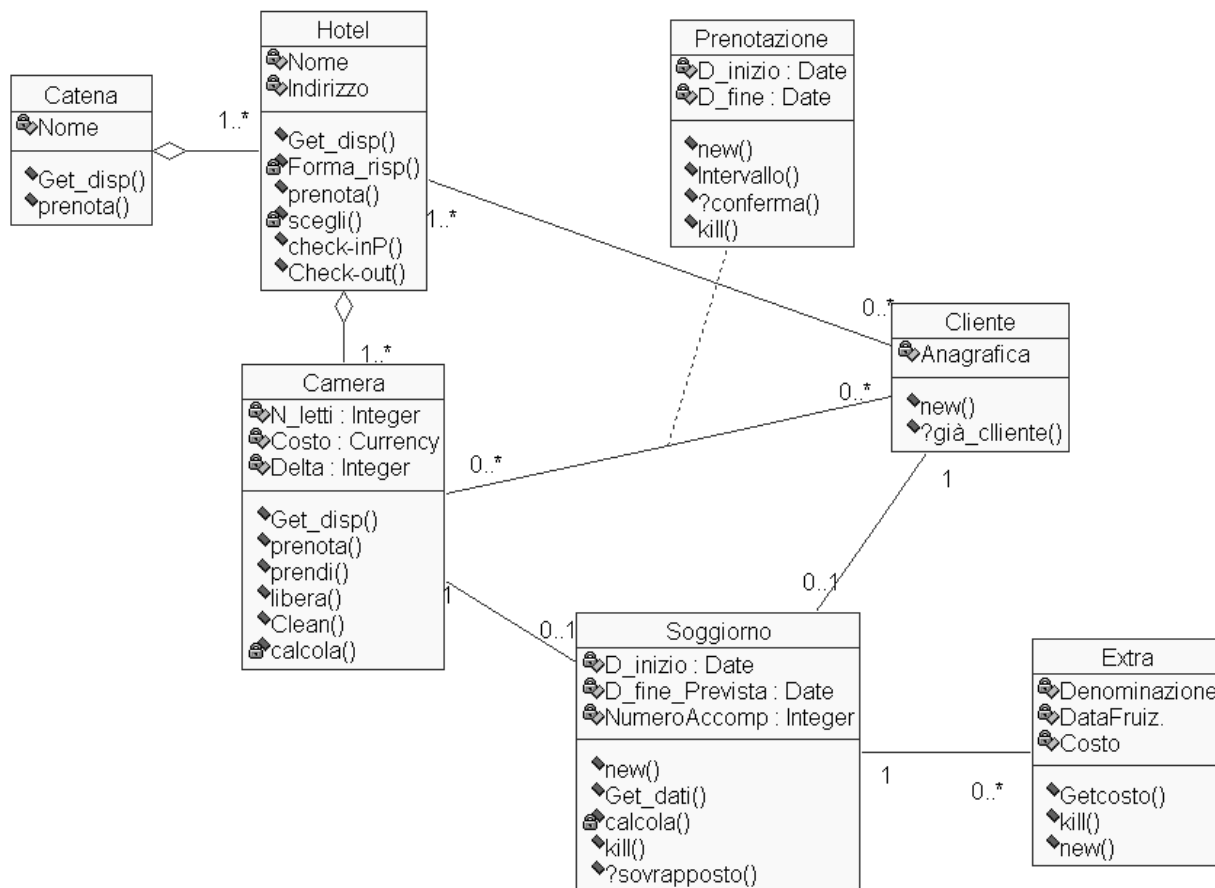 Hotel
Nome
Indirizzo
Get_disp()
Forma_risp()
prenota()
scegli()
check-inP()
Check-out()
Prenotazione
D_inizio : Date
D_fine : Date
new()
Intervallo()
?conferma()
kill()
Catena
Nome
Get_disp()
prenota()
1..*
1..*
0..*
Cliente
Anagrafica
new()
?già_clliente()
1..*
Camera
N_letti : Integer
Costo : Currency
Delta : Integer
Get_disp()
prenota()
prendi()
libera()
Clean()
calcola()
0..*
0..*
1
0..1
1
0..1
Soggiorno
D_inizio : Date
D_fine_Prevista : Date
NumeroAccomp : Integer
new()
Get_dati()
calcola()
kill()
?sovrapposto()
1
0..*
Extra
Denominazione
DataFruiz.
Costo
Getcosto()
kill()
new()